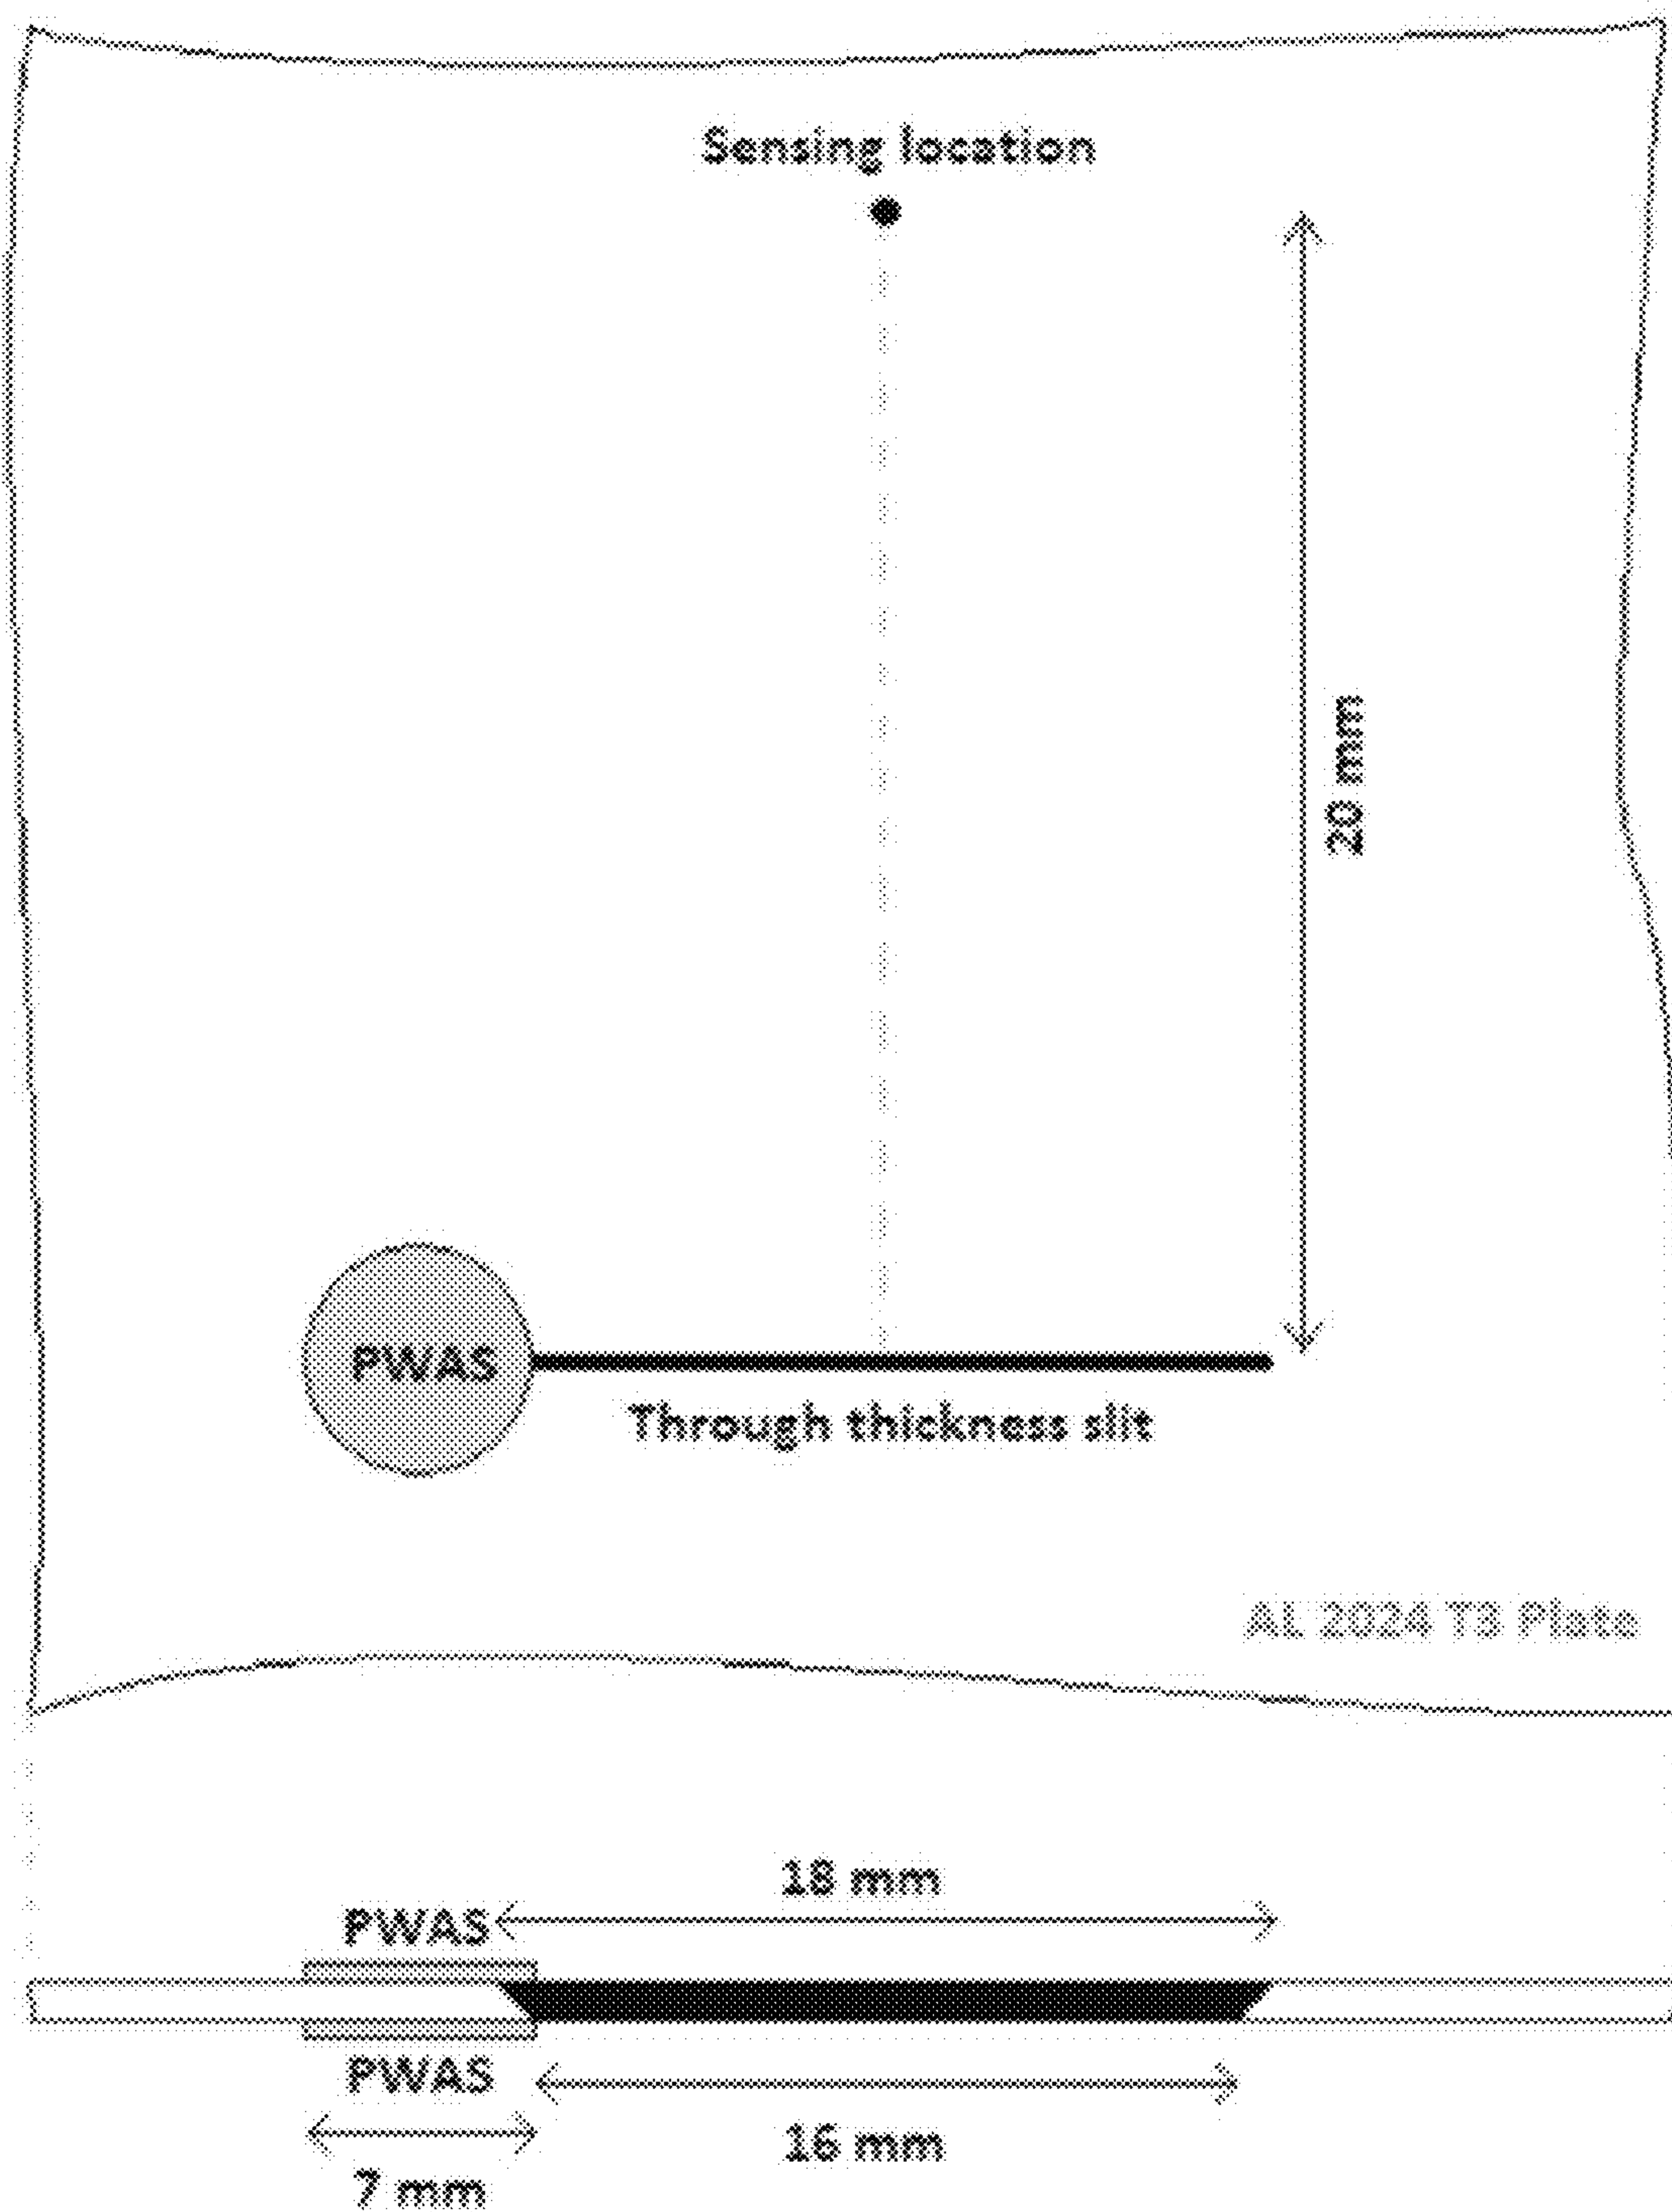 Sensing location
20 mm
PWAS
Through thickness slit
AL 2024 T3 Plate
18 mm
PWAS
PWAS
16 mm
7 mm